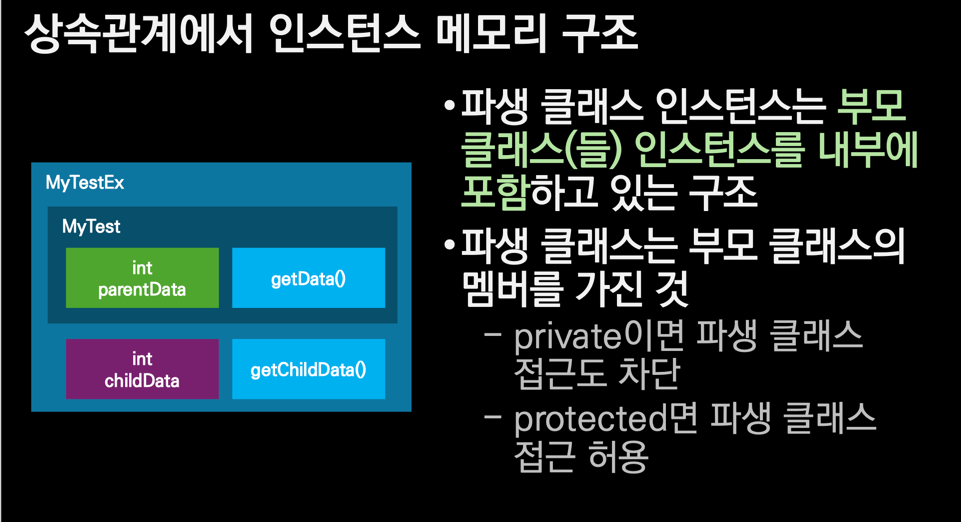 상속관계에서 인스턴스 메모리 구조
MyTestEx
MyTest
int
parentData
getData()
int
childData
getChildData()
•파생 클래스 인스턴스는 부모
클래스(들) 인스턴스를 내부에
포함하고 있는 구조
•파생 클래스는 부모 클래스의
멤버를 가진 것
– private이면 파생 클래스
접근도 차단
– protected면 파생 클래스
접근 허용